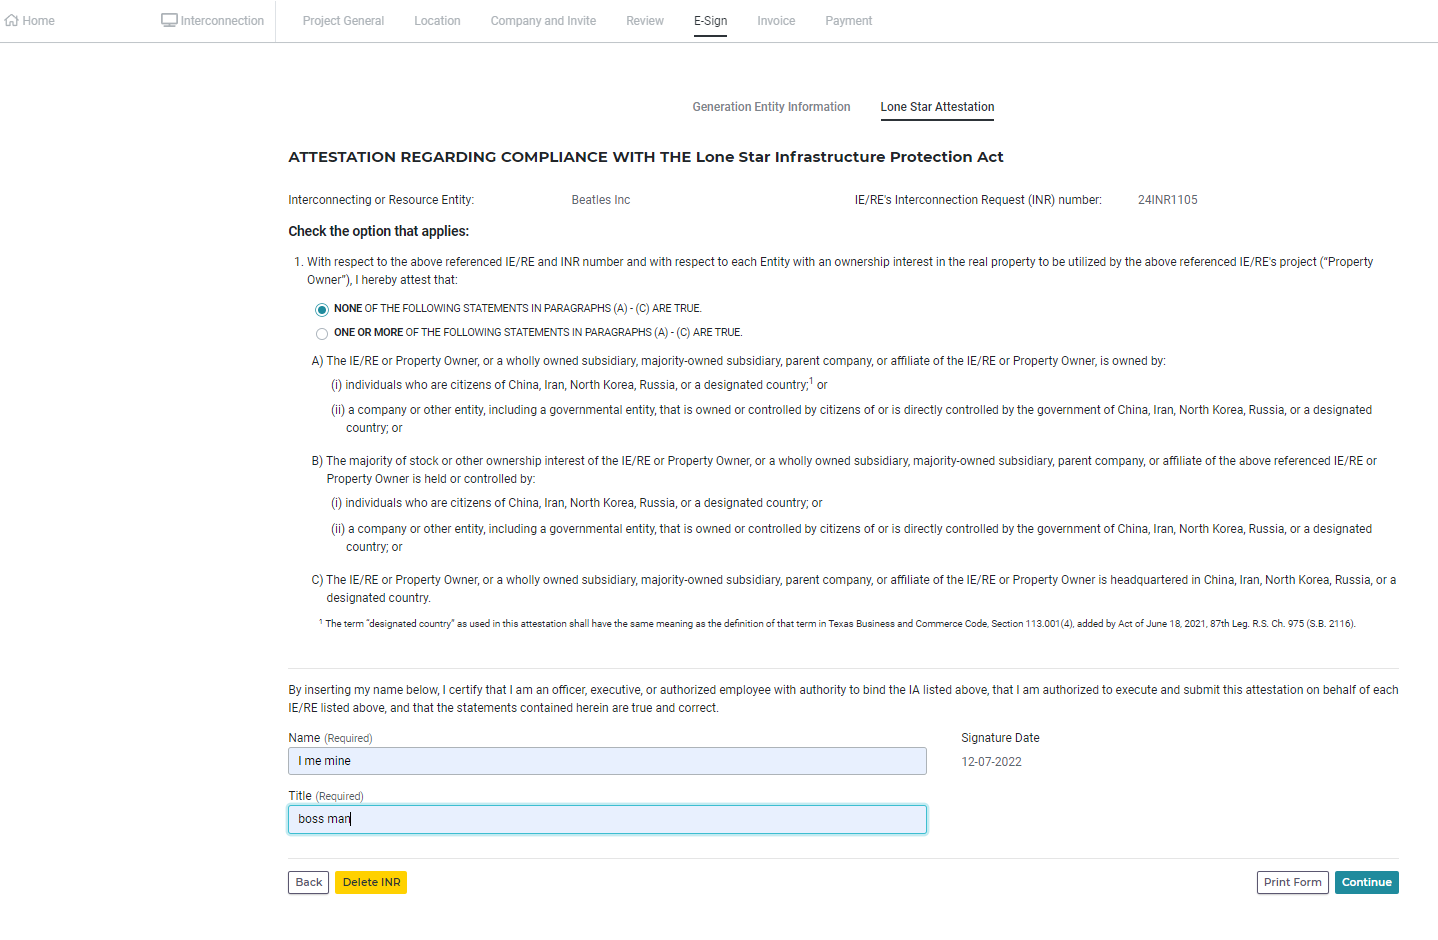 Home Interconnection Project General Location Company and Invite Review E-Sign Invoice Payment
Generation Entity Information Lone Star Attestation
ATTESTATION REGARDING COMPLIANCE WITH THE Lone Star Infrastructure Protection Act
Interconnecting or Resource Entity: Beatles Inc IE/RE's Interconnection Request (INR) number: 24INR1105
Check the option that applies:
1. With respect to the above referenced IE/RE and INR number and with respect to each Entity with an ownership interest in the real property to be utilized by the above referenced IE/RE's project (“Property
Owner”), I hereby attest that:
NONE OF THE FOLLOWING STATEMENTS IN PARAGRAPHS (A) - (C) ARE TRUE.
ONE OR MORE OF THE FOLLOWING STATEMENTS IN PARAGRAPHS (A) - (C) ARE TRUE.
A) The IE/RE or Property Owner, or a wholly owned subsidiary, majority-owned subsidiary, parent company, or affiliate of the IE/RE or Property Owner, is owned by:
(i) individuals who are citizens of China, Iran, North Korea, Russia, or a designated country;1 or
(ii) a company or other entity, including a governmental entity, that is owned or controlled by citizens of or is directly controlled by the government of China, Iran, North Korea, Russia, or a designated
country; or
B) The majority of stock or other ownership interest of the IE/RE or Property Owner, or a wholly owned subsidiary, majority-owned subsidiary, parent company, or affiliate of the above referenced IE/RE or
Property Owner is held or controlled by:
(i) individuals who are citizens of China, Iran, North Korea, Russia, or a designated country; or
(ii) a company or other entity, including a governmental entity, that is owned or controlled by citizens of or is directly controlled by the government of China, Iran, North Korea, Russia, or a designated
country; or
C) The IE/RE or Property Owner, or a wholly owned subsidiary, majority-owned subsidiary, parent company, or affiliate of the IE/RE or Property Owner is headquartered in China, Iran, North Korea, Russia, or a
designated country.
1 The term “designated country” as used in this attestation shall have the same meaning as the definition of that term in Texas Business and Commerce Code, Section 113.001(4), added by Act of June 18, 2021, 87th Leg. R.S. Ch. 975 (S.B. 2116).
By inserting my name below, I certify that I am an officer, executive, or authorized employee with authority to bind the IA listed above, that I am authorized to execute and submit this attestation on behalf of each
IE/RE listed above, and that the statements contained herein are true and correct.
Name (Required) Signature Date
I me mine 12-07-2022
Title (Required)
boss man
Back Delete INR Print Form Continue